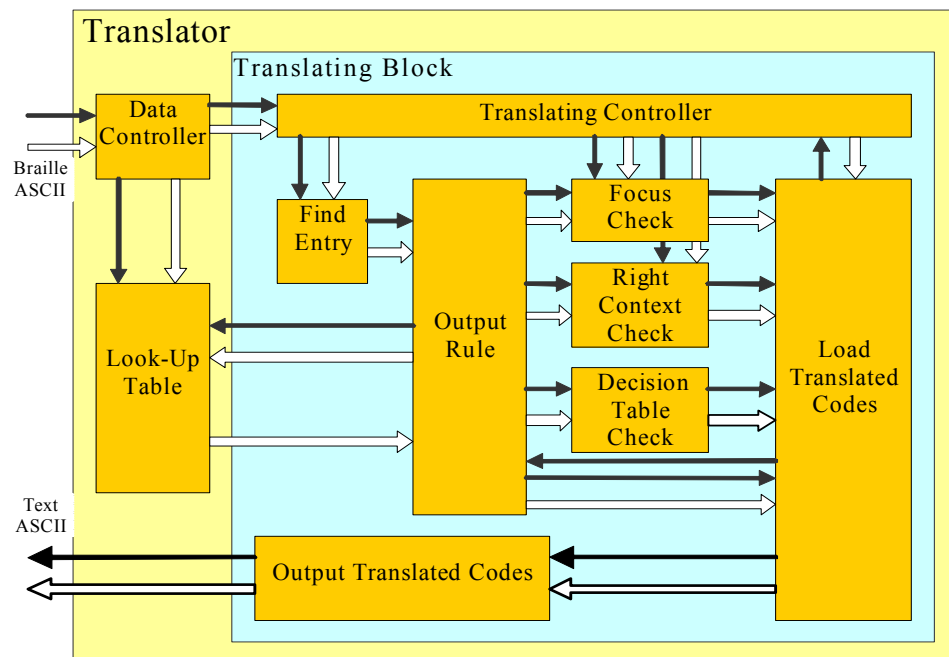 Translator
Translating Block
Data
Controller
Translating Controller
Braille
ASCII
Find
Entry
Focus
Check
Output
Rule
Right
Context
Check
Look-Up
Table
Load
Translated
Codes
Decision
Table
Check
Text
ASCII
Output Translated Codes